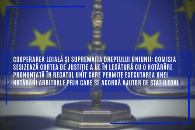 COOPERAREA LOIALĂ ȘI SUPREMAȚIA DREPTULUI UNIUNII: COMISIA
SESIZEAZĂ CURTEA DE JUSTIȚIE A UE ÎN LEGĂTURĂ CU O HOTĂRÂRE
PRONUNȚATĂ ÎN REGATUL UNIT CARE PERMITE EXECUTAREA UNEI
HOTĂRÂRI ARBITRALE PRIN CARE SE ACORDĂ AJUTOR DE STAT ILEGAL